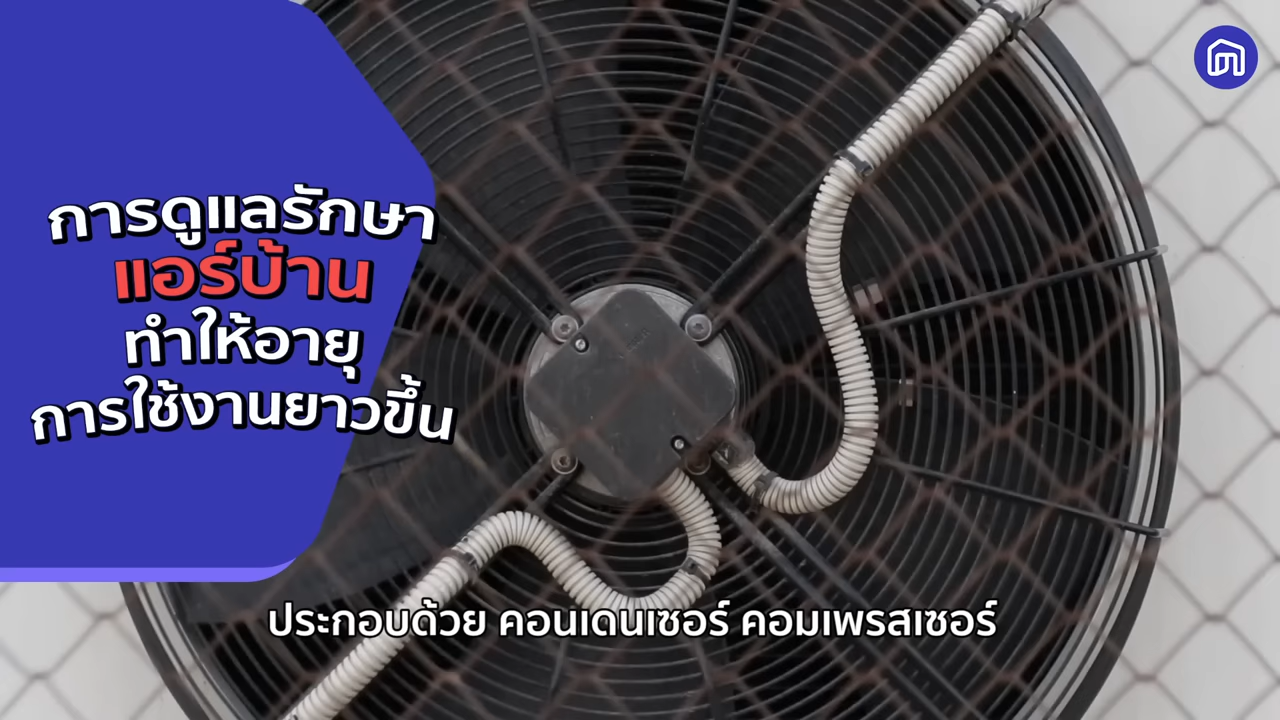 การดูแลรักษา
แอร์บ้าน
ทำให้อายุ
การใช้งานยาวขึ้น
ประกอบด้วย คอนเดนเซอร์ คอมเพรสเซอร์